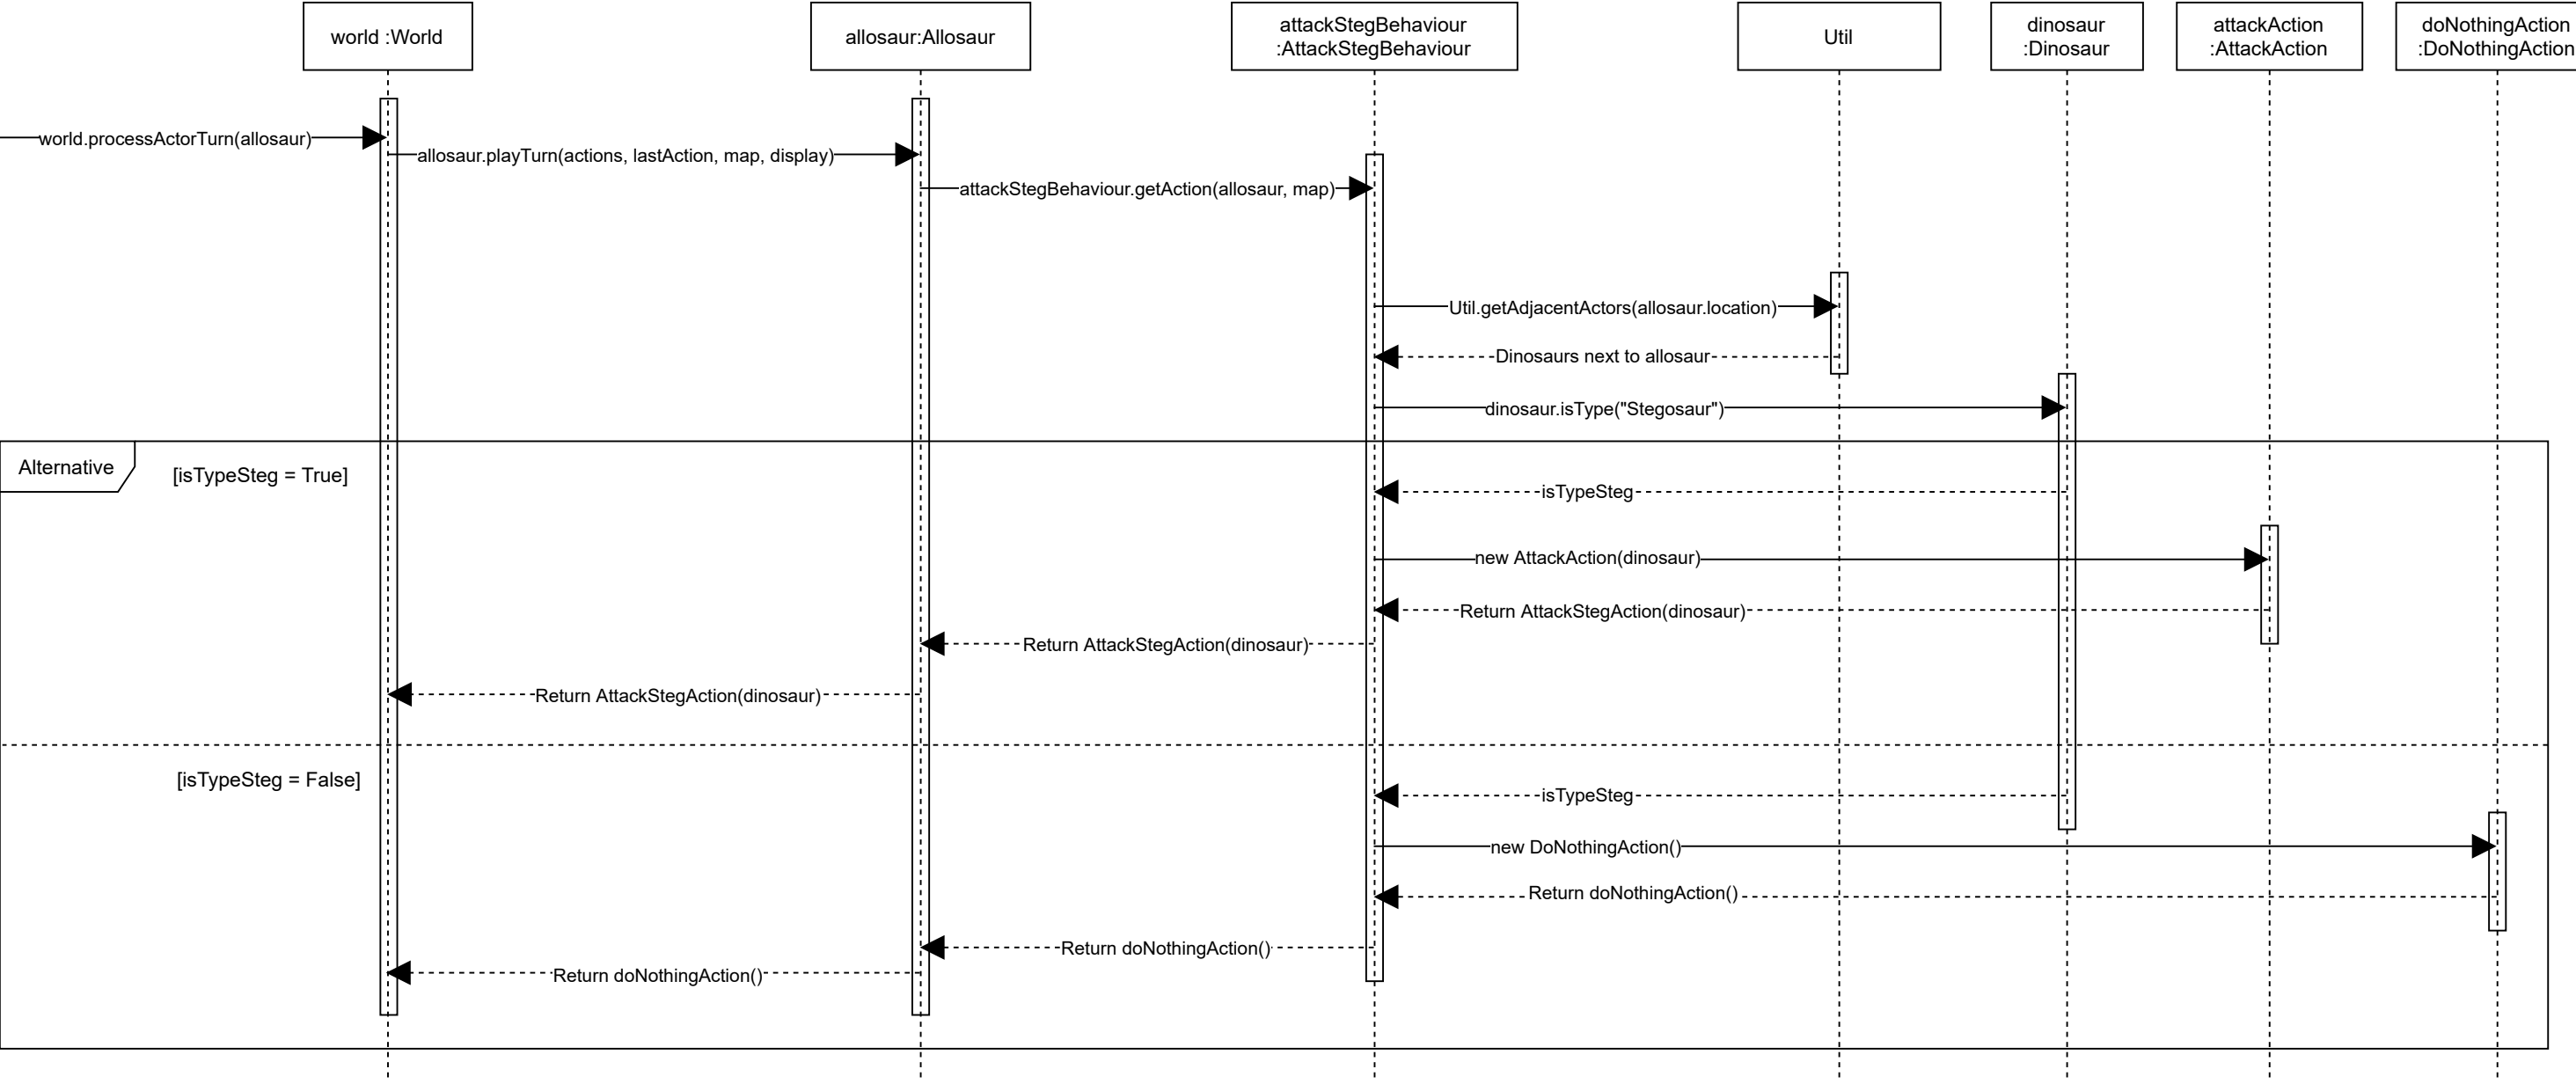 world :World
allosaur:Allosaur
attackStegBehaviour
:AttackStegBehaviour
Util
dinosaur
:Dinosaur
attackAction
:AttackAction
doNothingAction
:DoNothingAction
world.processActorTurn(allosaur)
allosaur.playTurn(actions, lastAction, map, display)
attackStegBehaviour.getAction(allosaur, map)
Util.getAdjacentActors(allosaur.location)
Dinosaurs next to allosaur
dinosaur.isType("Stegosaur")
Alternative
[isTypeSteg = True]
isTypeSteg
new AttackAction(dinosaur)
Return AttackStegAction(dinosaur)
Return AttackStegAction(dinosaur)
Return AttackStegAction(dinosaur)
[isTypeSteg = False]
isTypeSteg
new DoNothingAction()
Return doNothingAction()
Return doNothingAction()
Return doNothingAction()